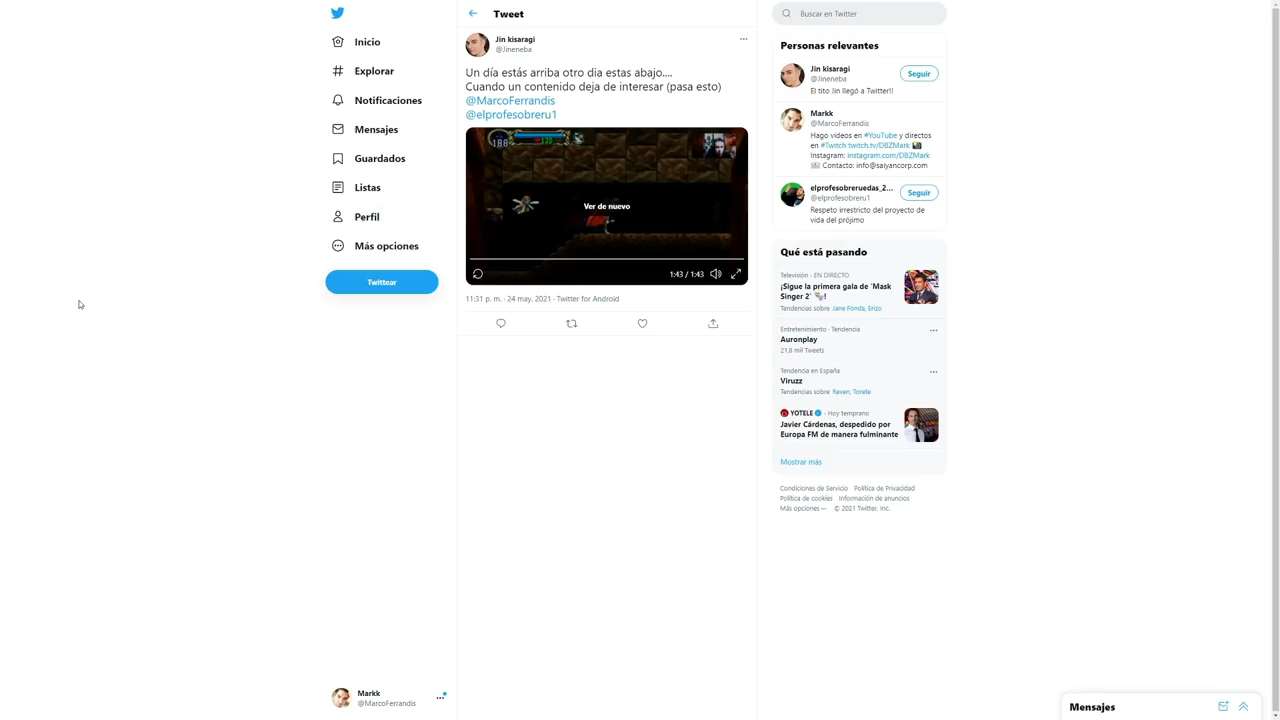 Inicio
Explorar
Notificaciones
Mensajes
Guardados
Listas
Perfil
Más opciones
Twittear
Markk
@MarcoFerrandis
Tweet
Jin kisaragi
@Jineneba
Un día estás arriba otro dia estas abajo....
Cuando un contenido deja de interesar (pasa esto)
@MarcoFerrandis
@elprofesobreru1
188
130
Ver de nuevo
1:43 / 1:43
11:31 p. m. · 24 may. 2021 · Twitter for Android
Buscar en Twitter
Personas relevantes
Jin kisaragi
@Jineneba
Seguir
El tito Jin llegó a Twitter!!
Markk
@MarcoFerrandis
Hago vídeos en #YouTube y directos
en #Twitch twitch.tv/DBZMark
Instagram: instagram.com/DBZMark
Contacto: info@saiyancorp.com
elprofesobreruedas_2...
@elprofesobreru1
Seguir
Respeto irrestricto del proyecto de
vida del prójimo
Qué está pasando
Televisión · EN DIRECTO
¡Sigue la primera gala de 'Mask
Singer 2' !
Tendencias sobre Jane Fonda, Erizo
Entretenimiento · Tendencia
Auronplay
21,8 mil Tweets
Tendencia en España
Viruzz
Tendencias sobre Reven, Torete
YOTELE · Hoy temprano
Javier Cárdenas, despedido por
Europa FM de manera fulminante
Mostrar más
Condiciones de Servicio Política de Privacidad
Política de cookies Información de anuncios
Más opciones ··· © 2021 Twitter, Inc.
Mensajes